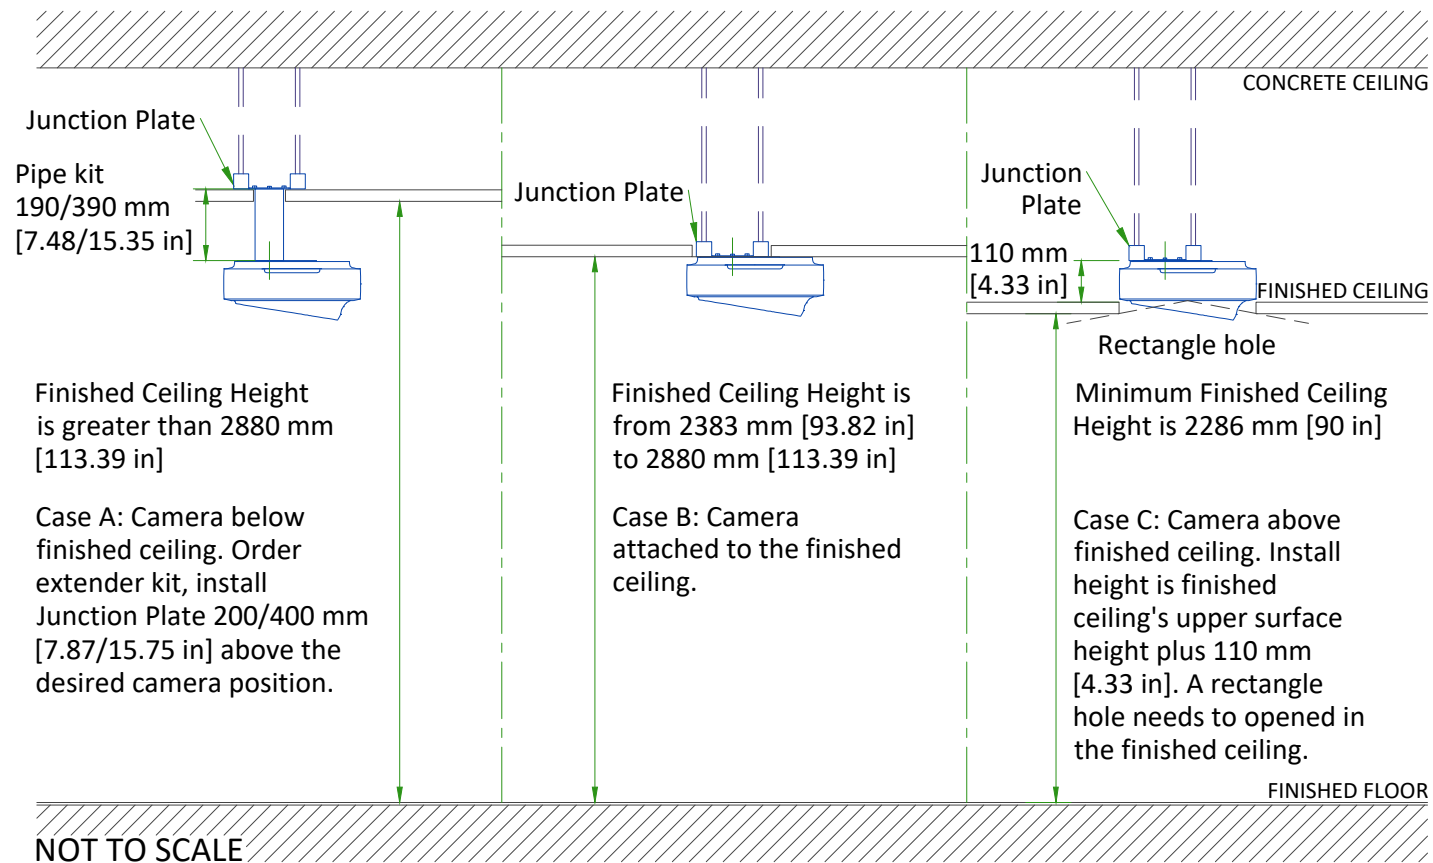 CONCRETE CEILING
Junction Plate
Pipe kit
190/390 mm
[7.48/15.35 in]
Junction Plate
Junction
Plate
110 mm
[4.33 in]
FINISHED CEILING
Rectangle hole
Finished Ceiling Height
is greater than 2880 mm
[113.39 in]
Case A: Camera below
finished ceiling. Order
extender kit, install
Junction Plate 200/400 mm
[7.87/15.75 in] above the
desired camera position.
Finished Ceiling Height is
from 2383 mm [93.82 in]
to 2880 mm [113.39 in]
Case B: Camera
attached to the finished
ceiling.
Minimum Finished Ceiling
Height is 2286 mm [90 in]
Case C: Camera above
finished ceiling. Install
height is finished
ceiling's upper surface
height plus 110 mm
[4.33 in]. A rectangle
hole needs to opened in
the finished ceiling.
FINISHED FLOOR
NOT TO SCALE